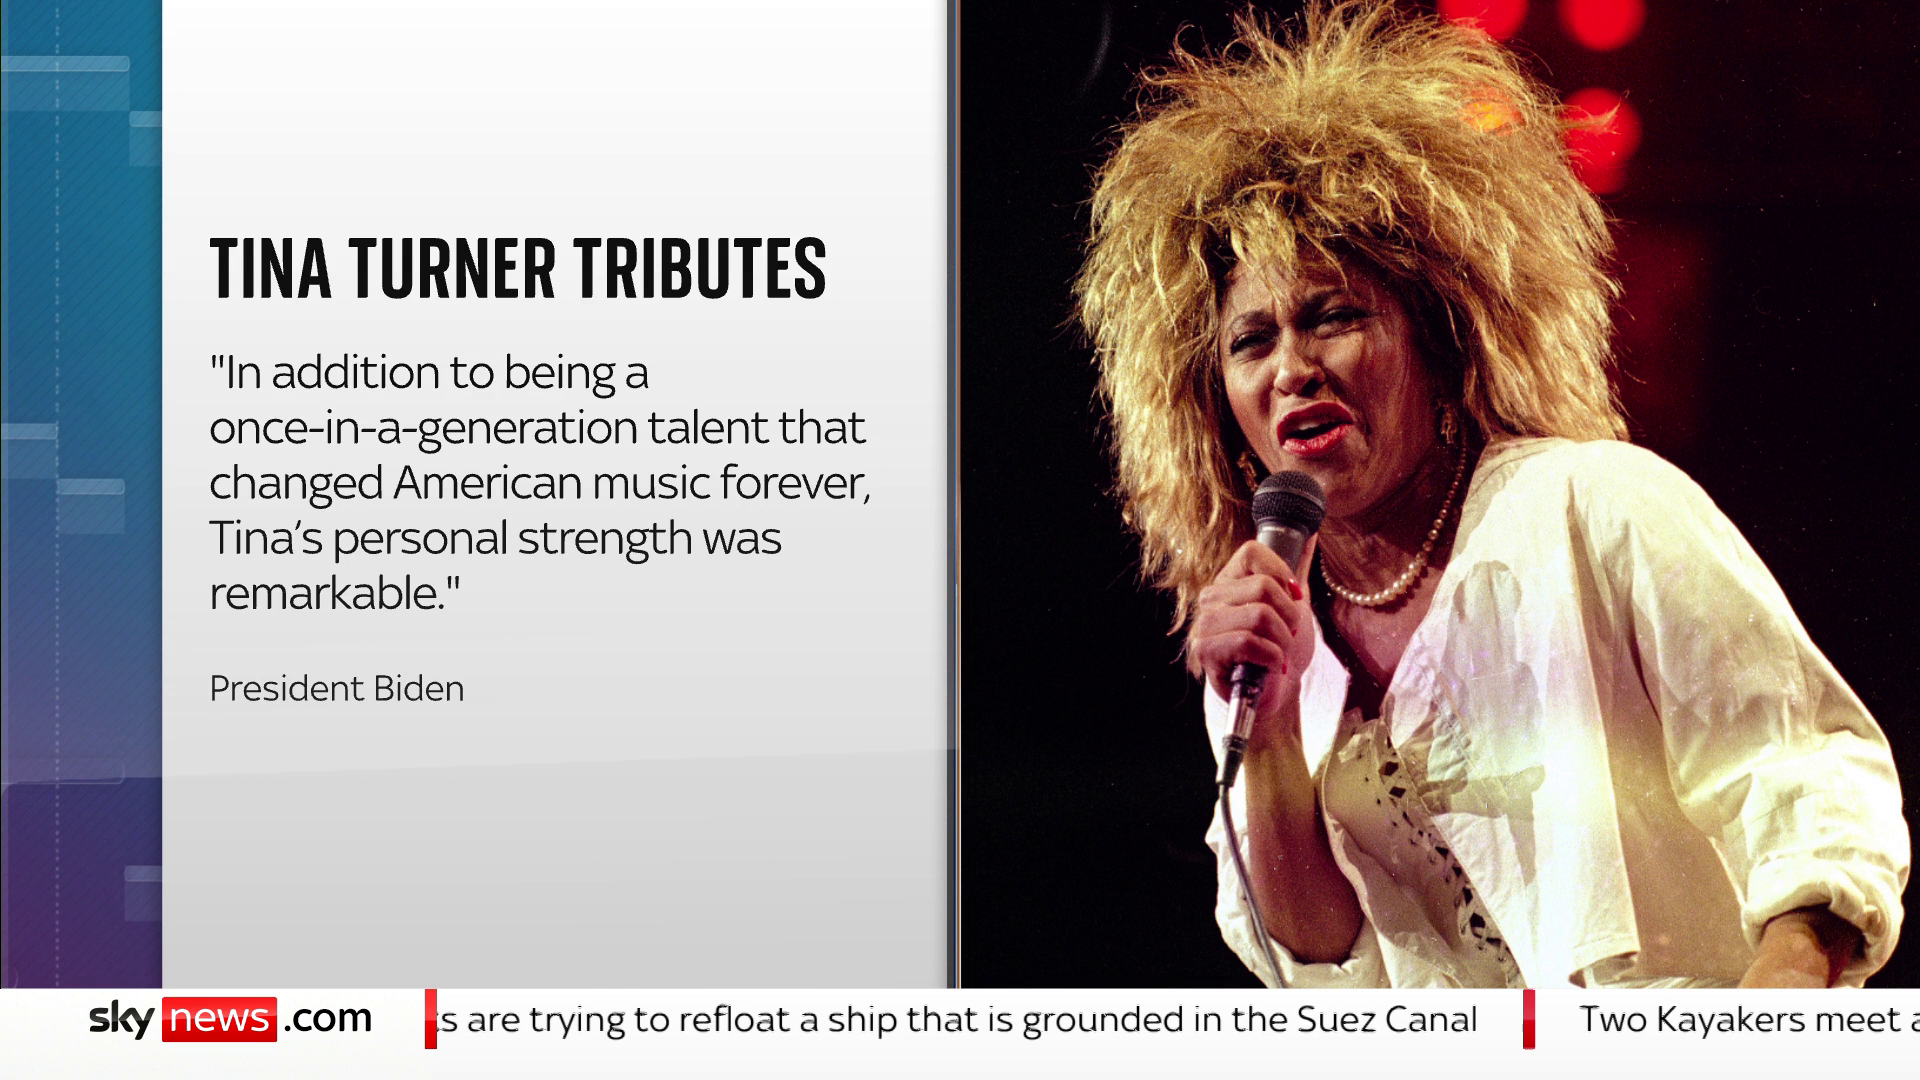 TINA TURNER TRIBUTES
"In addition to being a
once-in-a-generation talent that
changed American music forever,
Tina's personal strength was
remarkable."
President Biden
sky news .com
are trying to refloat a ship that is grounded in the Suez Canal
Two Kayakers meet